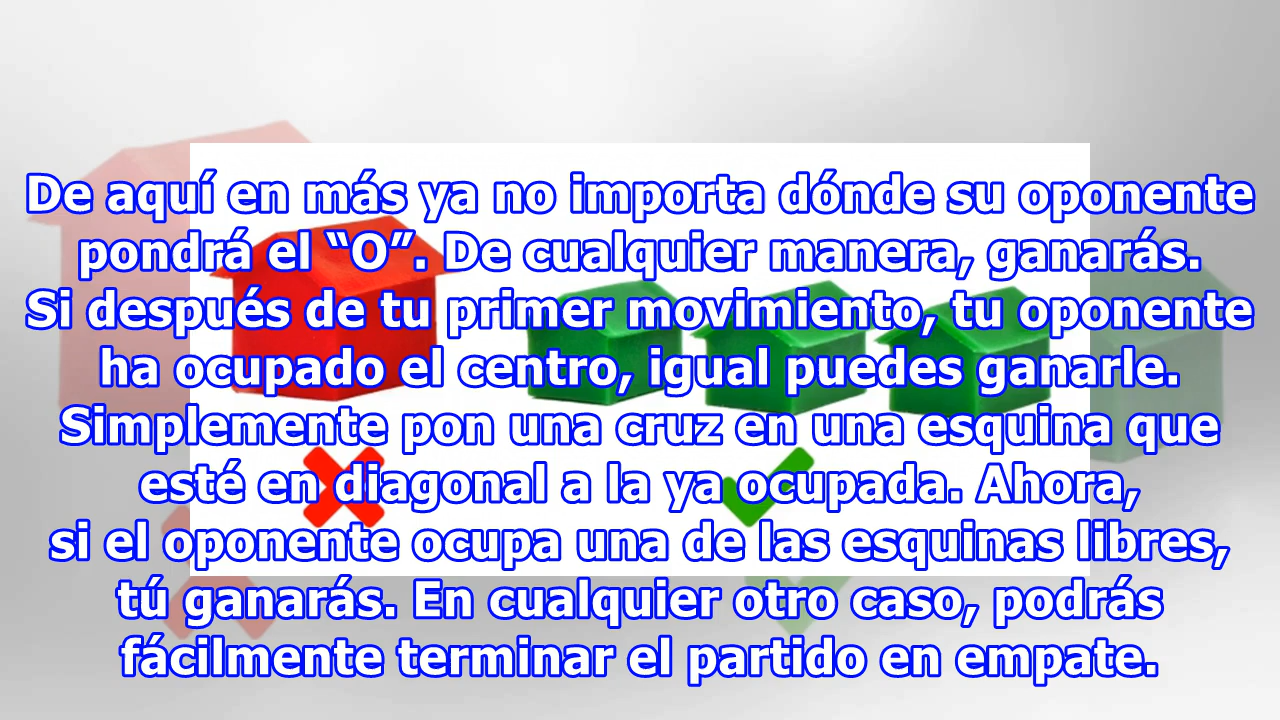 De aquí en más ya no importa dónde su oponente
pondrá el “O”. De cualquier manera, ganarás.
Si después de tu primer movimiento, tu oponente
ha ocupado el centro, igual puedes ganarle.
Simplemente pon una cruz en una esquina que
esté en diagonal a la ya ocupada. Ahora,
si el oponente ocupa una de las esquinas libres,
tú ganarás. En cualquier otro caso, podrás
fácilmente terminar el partido en empate.